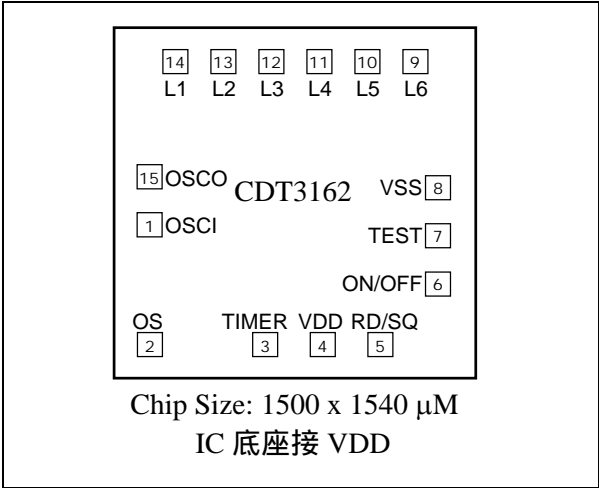 14 13 12 11 10 9
L1 L2 L3 L4 L5 L6
15 OSCO CDT3162 VSS 8
1 OSCI
TEST 7
ON/OFF 6
OS TIMER VDD RD/SQ
2 3 4 5
Chip Size: 1500 x 1540 μM
IC 底座接 VDD